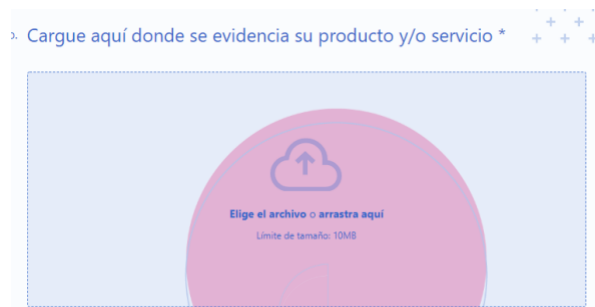 Cargue aquí donde se evidencia su producto y/o servicio *
Elige el archivo o arrastra aquí
Límite de tamaño: 10MB